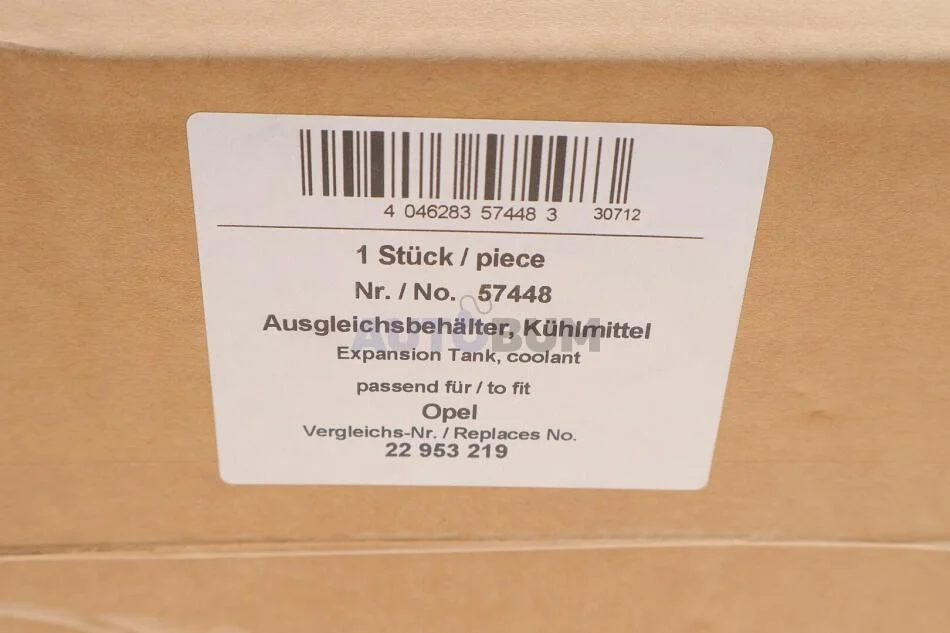 4 046283 57448 3 30712
1 Stück / piece
Nr. / No. 57448
Ausgleichsbehälter, Kühlmittel
AUTOBUM
Expansion Tank, coolant
passend für / to fit
Opel
Vergleichs-Nr. / Replaces No.
22 953 219